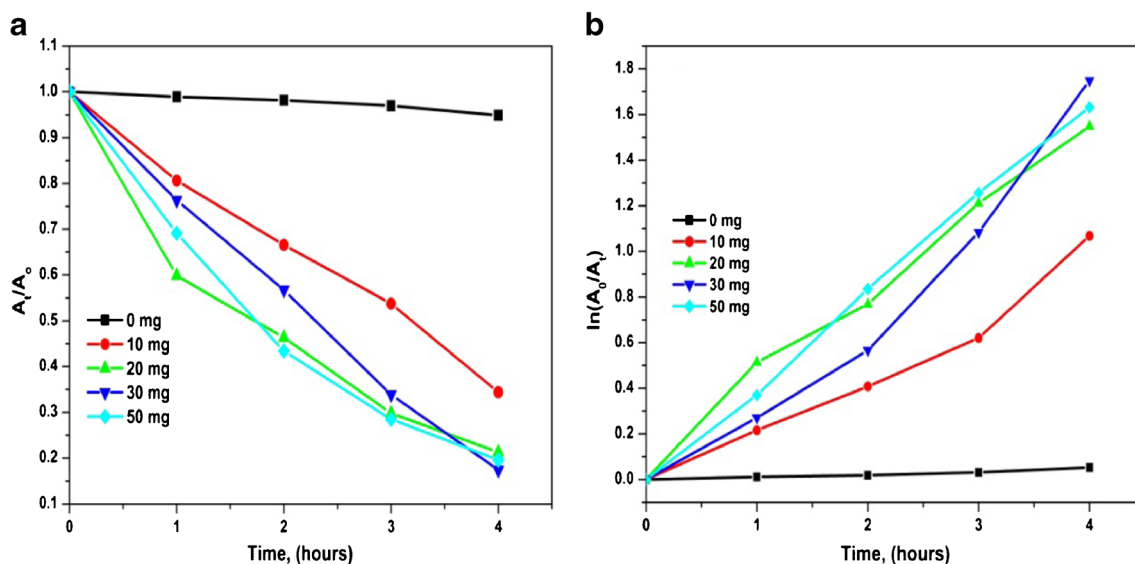 a
1.1
1.0
0.9
0.8
0.7
0.6
0.5
0.4
0.3
0.2
0.1
Aₜ/Aₒ
0 mg
10 mg
20 mg
30 mg
50 mg
0 1 2 3 4
Time, (hours)
b
1.8
1.6
1.4
1.2
1.0
0.8
0.6
0.4
0.2
0.0
ln(A₀/Aₜ)
0 mg
10 mg
20 mg
30 mg
50 mg
0 1 2 3 4
Time, (hours)